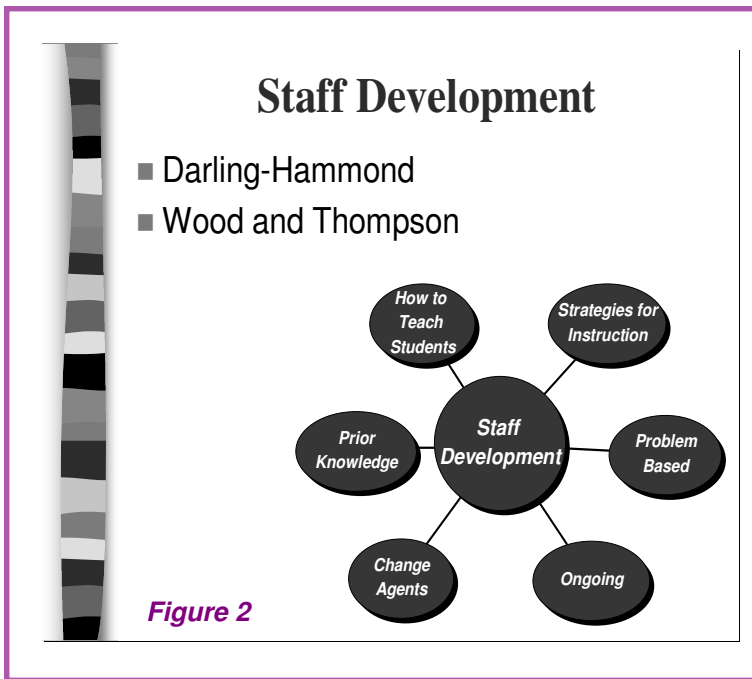 Staff Development
Darling-Hammond
Wood and Thompson
How to
Teach
Students
Strategies for
Instruction
Prior
Knowledge
Staff
Development
Problem
Based
Change
Agents
Ongoing
Figure 2